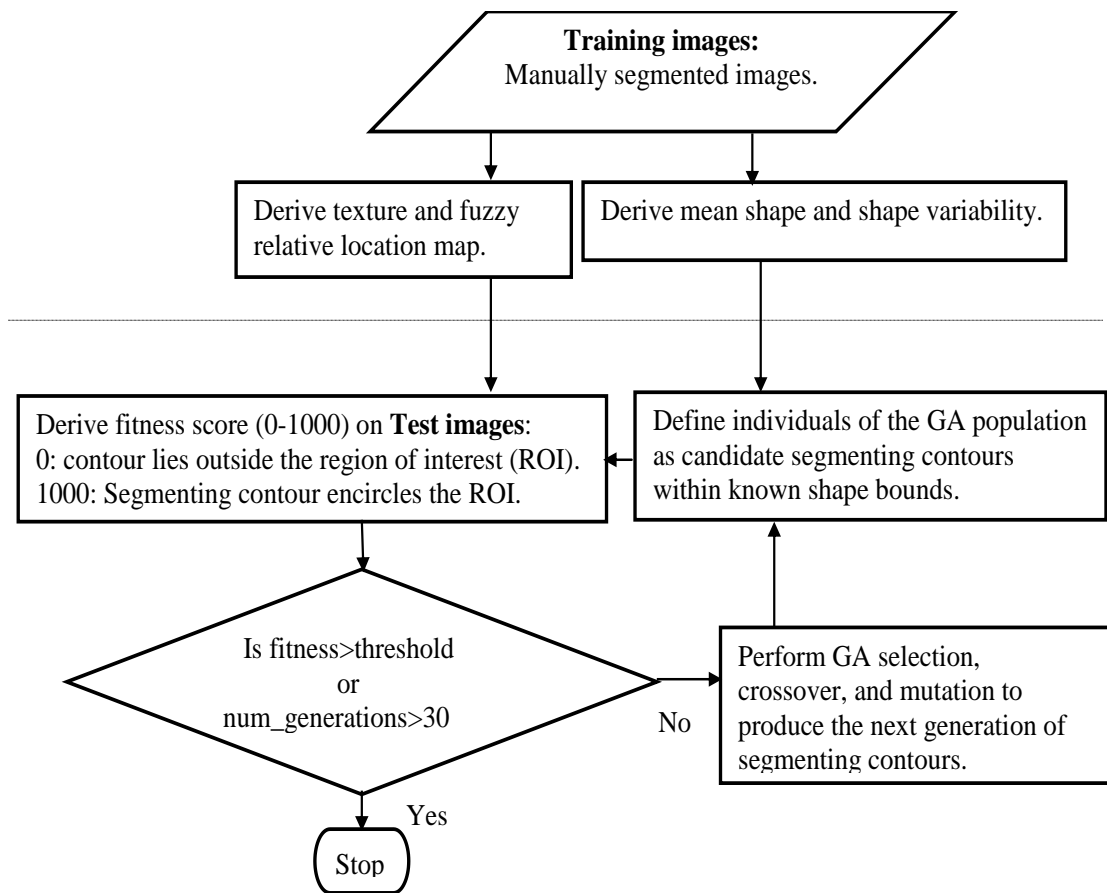 Training images:
Manually segmented images.
Derive texture and fuzzy
relative location map.
Derive mean shape and shape variability.
Derive fitness score (0-1000) on Test images:
0: contour lies outside the region of interest (ROI).
1000: Segmenting contour encircles the ROI.
Define individuals of the GA population
as candidate segmenting contours
within known shape bounds.
Is fitness>threshold
or
num_generations>30
No
Perform GA selection,
crossover, and mutation to
produce the next generation of
segmenting contours.
Yes
Stop